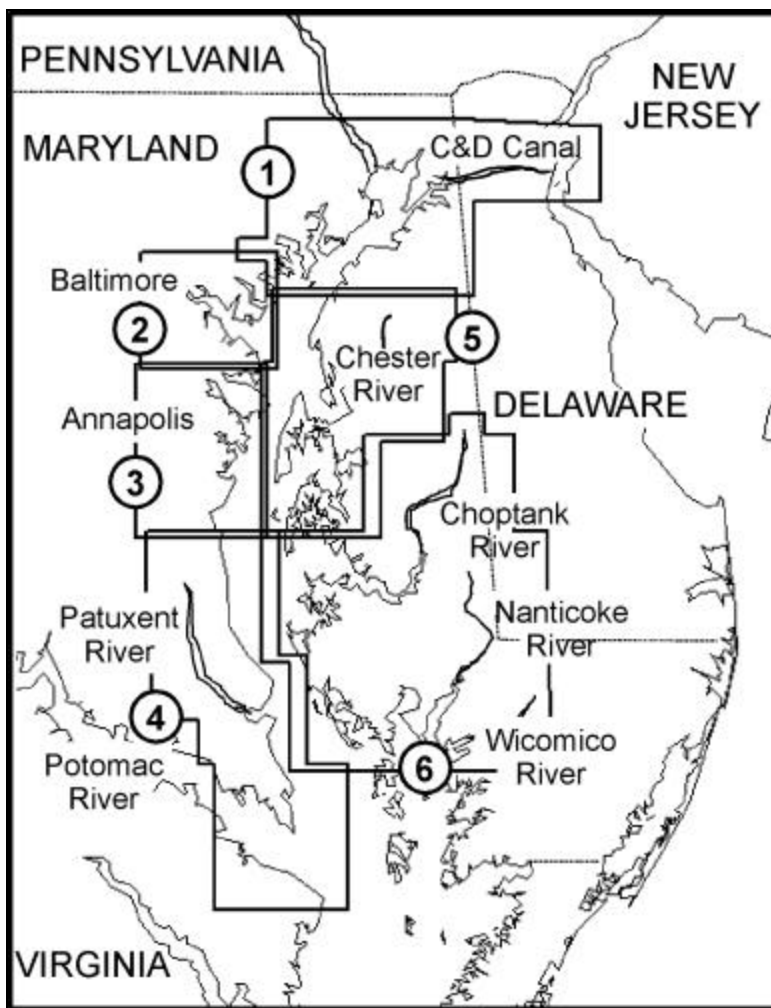 PENNSYLVANIA
NEW
JERSEY
MARYLAND
C&D Canal
1
Baltimore
2
5
Chester
River
Annapolis
DELAWARE
3
Choptank
River
Patuxent
River
Nanticoke
River
4
Potomac
River
6
Wicomico
River
VIRGINIA